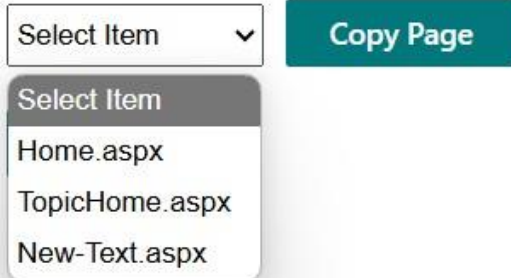 Select Item
Copy Page
Select Item
Home.aspx
TopicHome.aspx
New-Text.aspx